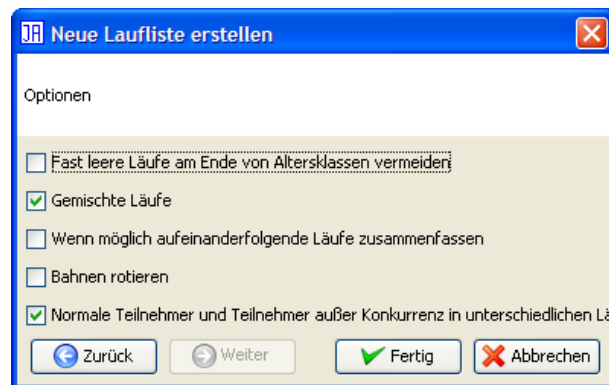 JA Neue Laufliste erstellen
Optionen
Fast leere Läufe am Ende von Altersklassen vermeiden
Gemischte Läufe
Wenn möglich aufeinanderfolgende Läufe zusammenfassen
Bahnen rotieren
Normale Teilnehmer und Teilnehmer außer Konkurrenz in unterschiedlichen
Zurück Weiter Fertig Abbrechen